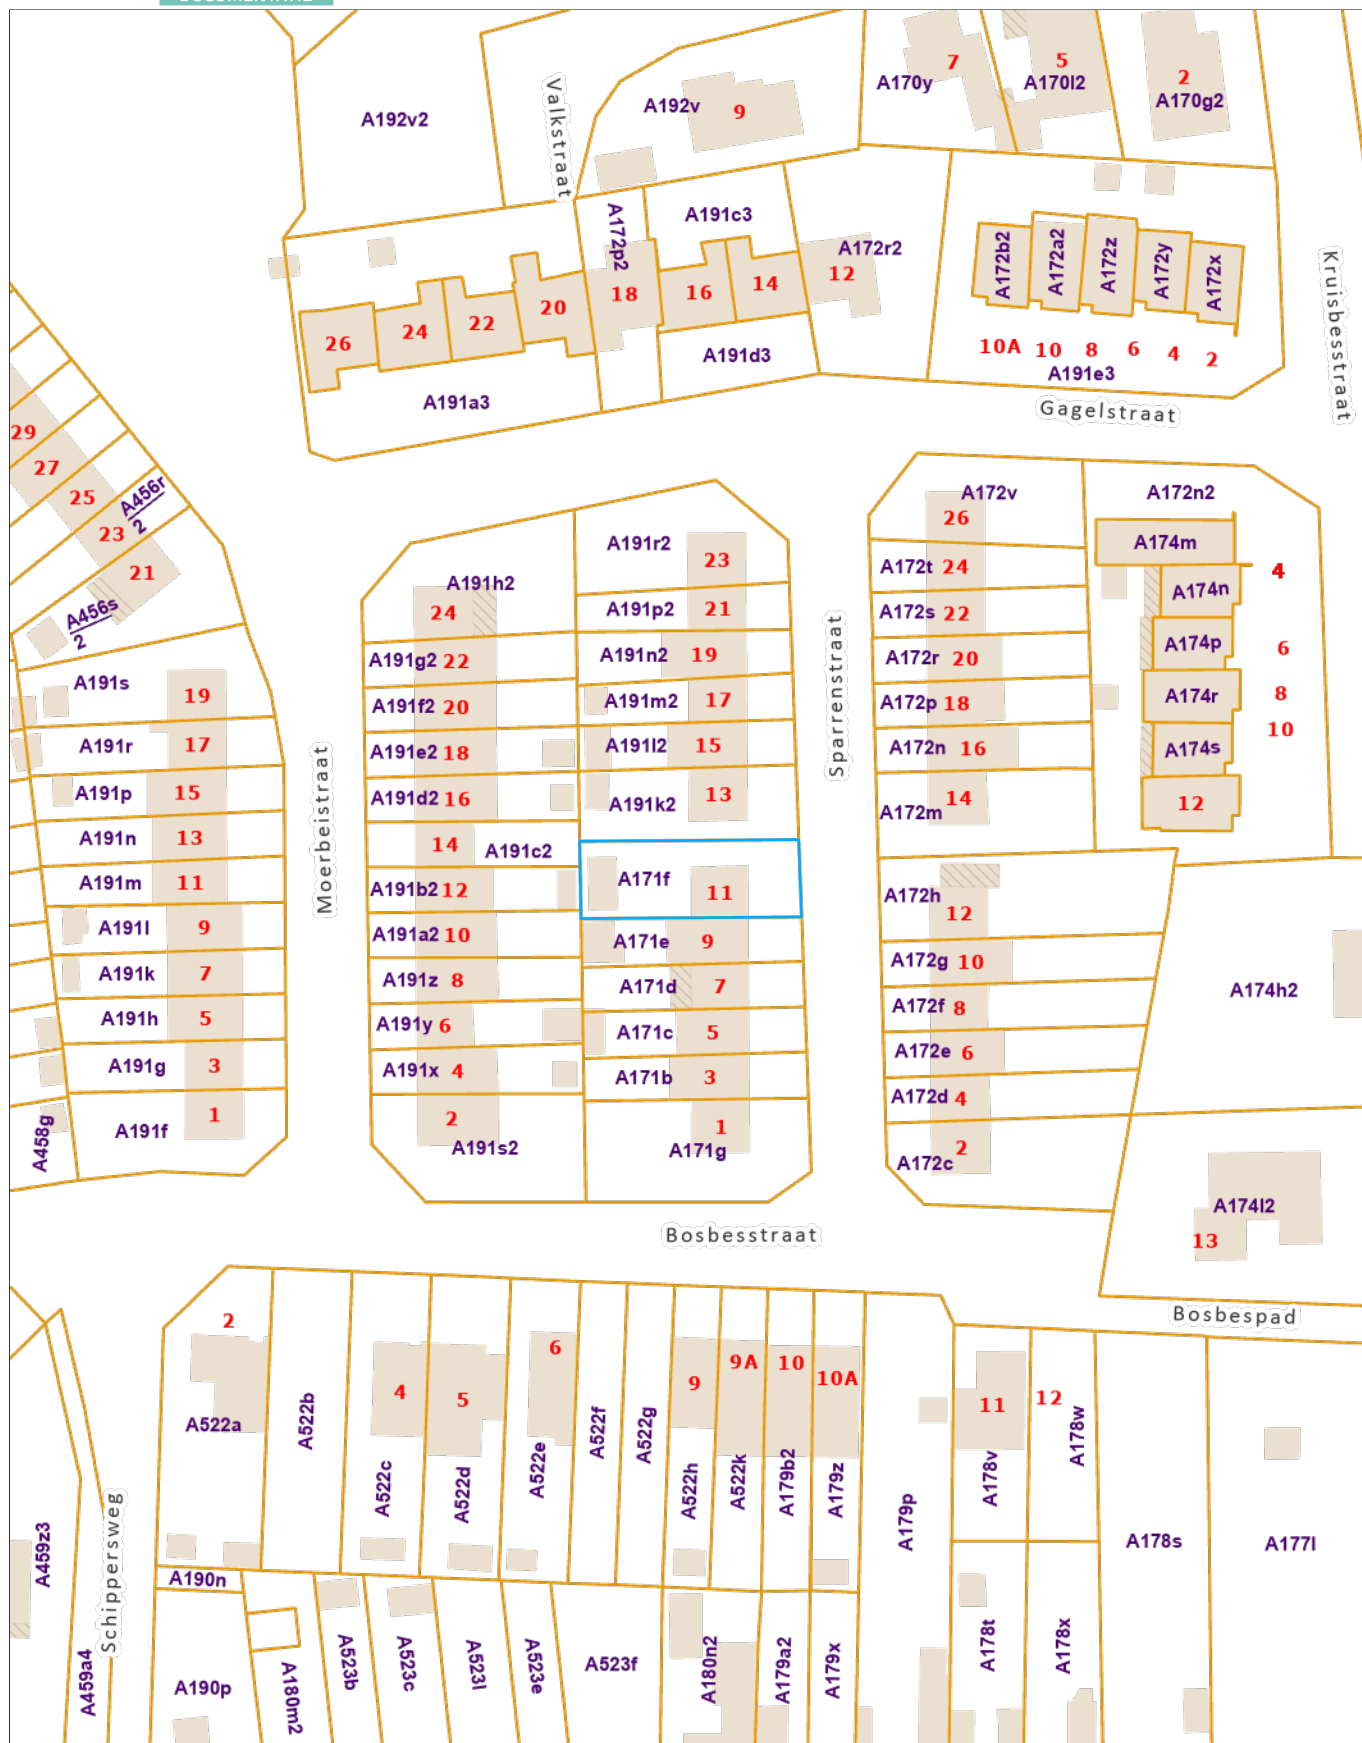 A192v2
Valkstraat
A192v
9
A170y
7
A170l2
5
A170g2
2
A172p2
A191c3
A172r2
12
A172b2
A172a2
A172z
A172y
A172x
Kruisbesstraat
26
24
22
20
18
16
14
A191d3
A191a3
10A
10
8
6
4
2
A191e3
Gagelstraat
29
27
25
23
A456r
2
21
A456s
2
A191h2
24
A191r2
23
A172v
26
A172n2
A174m
A191p2
21
A172t
24
A174n
4
A191g2
22
A191n2
19
A172s
22
A174p
6
A191f2
20
A191m2
17
A172r
20
A174r
8
A191e2
18
A191l2
15
A172p
18
A174s
10
A191d2
16
A191k2
13
A172n
16
12
14
A191c2
A172m
14
Sparrenstraat
Moerbeistraat
A191s
19
A191r
17
A191p
15
A191n
13
A191m
11
A191l
9
A191k
7
A191h
5
A191g
3
A191f
1
A458g
A191b2
12
A171f
11
A172h
12
A191a2
10
A171e
9
A172g
10
A191z
8
A171d
7
A172f
8
A174h2
A191y
6
A171c
5
A172e
6
A191x
4
A171b
3
A172d
4
2
A191s2
1
A171g
A172c
2
A174l2
13
Bosbesstraat
Bosbespad
2
A522a
A522b
4
A522c
5
A522d
6
A522e
A522f
A522g
9
A522h
9A
A522k
10
A179b2
10A
A179z
A179p
11
A178v
12
A178w
A178s
A177l
Schippersweg
A459z3
A459a4
A190n
A190p
A180m2
A523b
A523c
A523l
A523e
A523f
A180n2
A179a2
A179x
A178t
A178x